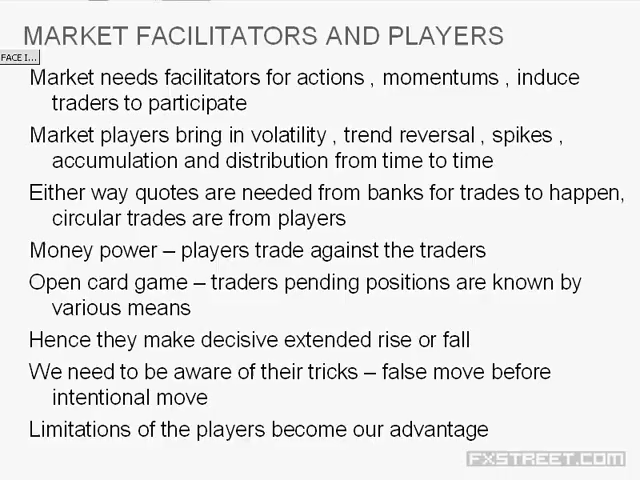 MARKET FACILITATORS AND PLAYERS
FACE I...
Market needs facilitators for actions , momentums , induce
traders to participate
Market players bring in volatility , trend reversal , spikes ,
accumulation and distribution from time to time
Either way quotes are needed from banks for trades to happen,
circular trades are from players
Money power – players trade against the traders
Open card game – traders pending positions are known by
various means
Hence they make decisive extended rise or fall
We need to be aware of their tricks – false move before
intentional move
Limitations of the players become our advantage
FXSTREET.COM